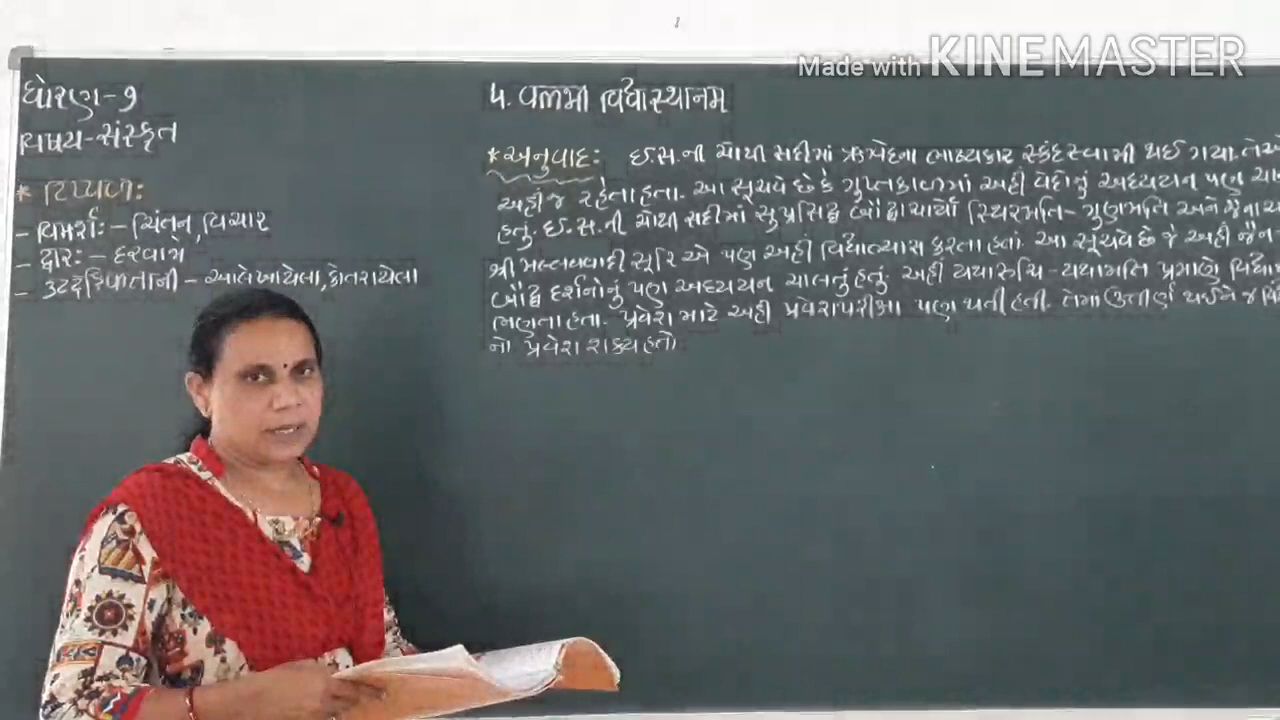 Made with KINEMASTER
ધોરણ-૭
વિષય-સંસ્કૃત
* ટિપ્પણ:
- વિમર્શઃ - ચિંતન, વિચાર
- દ્વારઃ - દરવાજો
- ઉટ્ટંકિતાની - આલેખાયેલા, કોતરાયેલા
૫. વલભી વિદ્યાસ્થાનમ્
* અનુવાદઃ ઈ.સ.ની ચોથી સદીમાં ઋગ્વેદના ભાષ્યકાર સ્કંદસ્વામી થઈ ગયા. તેઓ
અહીં જ રહેતા હતા. આ સૂચવે છે કે ગુપ્તકાળમાં અહીં વેદોનું અધ્યયન પણ
હતું. ઈ.સ.ની ચોથી સદીમાં સુપ્રસિદ્ધ બૌદ્ધાચાર્યો સ્થિરમતિ - ગુણમતિ અને
શ્રી મલ્લવાદી સૂરિ એ પણ અહીં વિદ્યાભ્યાસ કરતા હતાં. આ સૂચવે છે કે અહીં જૈન -
બૌદ્ધ દર્શનોનું પણ અધ્યયન ચાલતું હતું. અહીં યથારુચિ - યથામતિ પ્રમાણે
ભણતા હતા. પ્રવેશ માટે અહીં પ્રવેશપરીક્ષા પણ થતી હતી. તેમાં ઉત્તીર્ણ થઈને જ
નો પ્રવેશ શક્ય હતો.